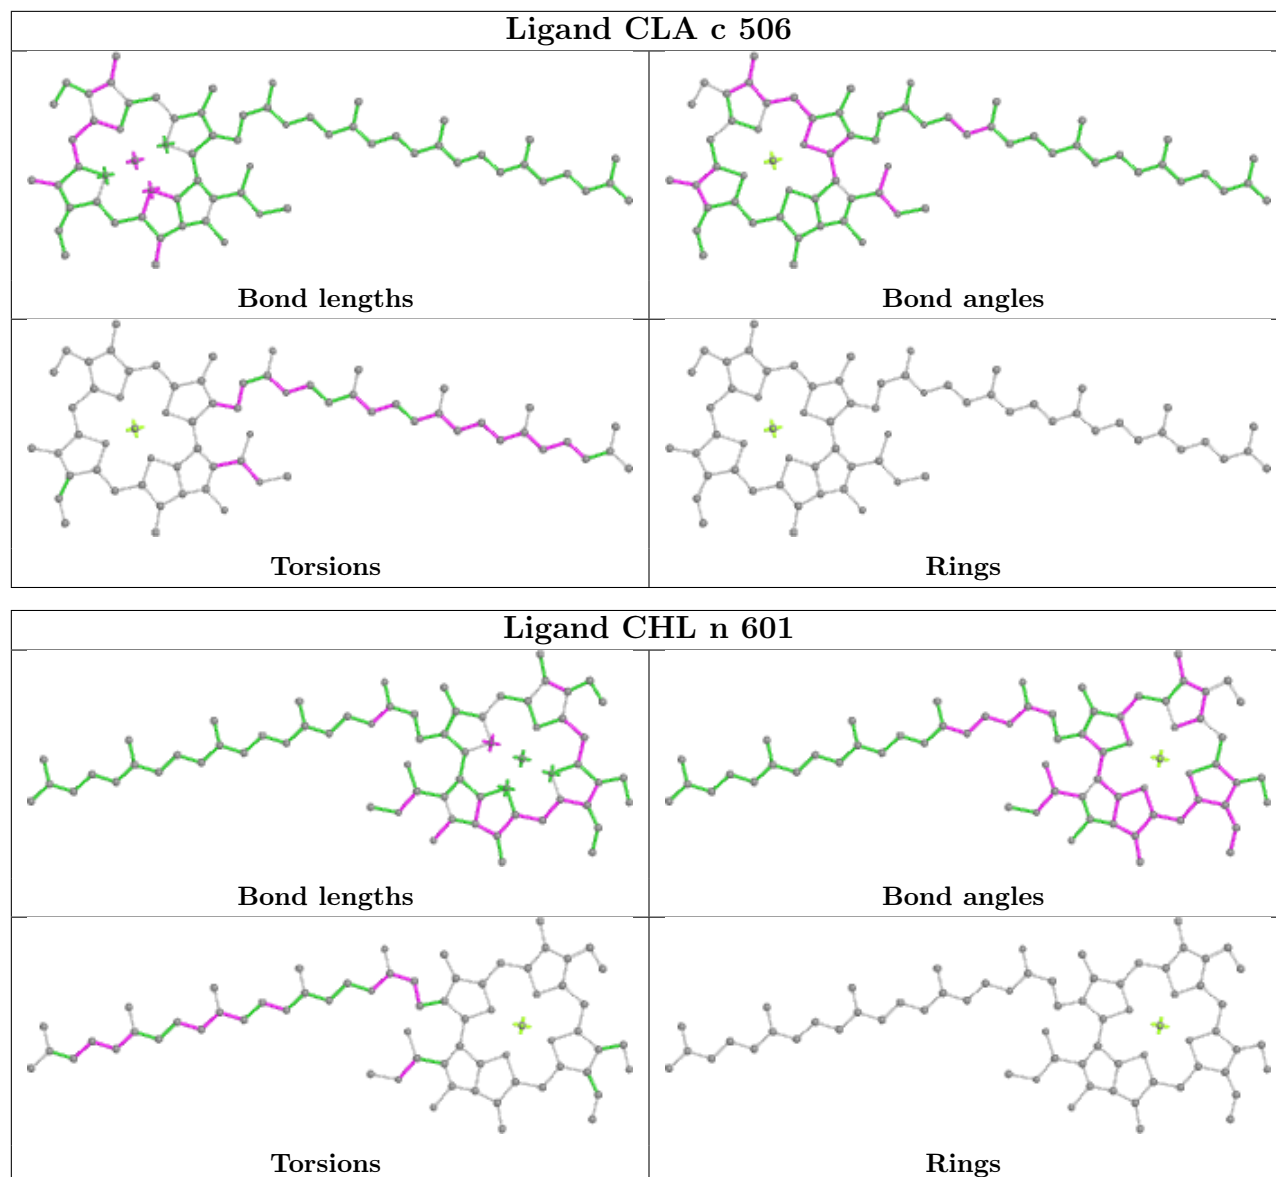 Ligand CLA c 506
Bond lengths
Bond angles
Torsions
Rings
Ligand CHL n 601
Bond lengths
Bond angles
Torsions
Rings